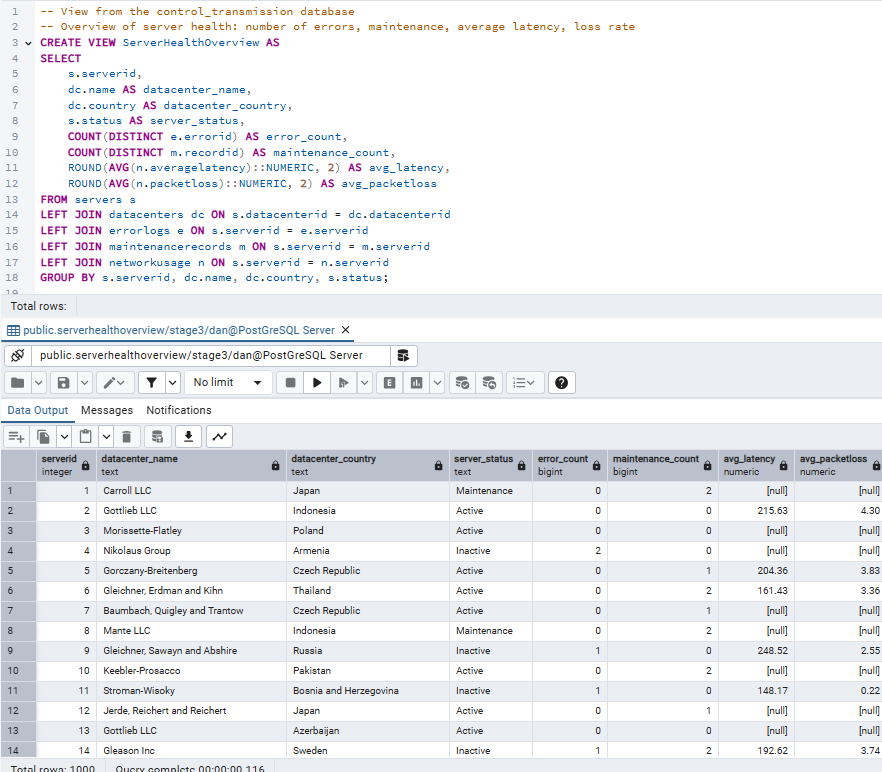 1 -- View from the control_transmission database
2 -- Overview of server health: number of errors, maintenance, average latency, loss rate
3 CREATE VIEW ServerHealthOverview AS
4 SELECT
5 s.serverid,
6 dc.name AS datacenter_name,
7 dc.country AS datacenter_country,
8 s.status AS server_status,
9 COUNT(DISTINCT e.errorid) AS error_count,
10 COUNT(DISTINCT m.recordid) AS maintenance_count,
11 ROUND(AVG(n.averagelatency)::NUMERIC, 2) AS avg_latency,
12 ROUND(AVG(n.packetloss)::NUMERIC, 2) AS avg_packetloss
13 FROM servers s
14 LEFT JOIN datacenters dc ON s.datacenterid = dc.datacenterid
15 LEFT JOIN errorlogs e ON s.serverid = e.serverid
16 LEFT JOIN maintenancerecords m ON s.serverid = m.serverid
17 LEFT JOIN networkusage n ON s.serverid = n.serverid
18 GROUP BY s.serverid, dc.name, dc.country, s.status;
19
Total rows:
public.serverhealthoverview/stage3/dan@PostGreSQL Server
public.serverhealthoverview/stage3/dan@PostGreSQL Server
No limit E
Data Output Messages Notifications
serverid datacenter_name datacenter_country server_status error_count maintenance_count avg_latency avg_packetloss
integer text text text bigint bigint numeric numeric
1 1 Carroll LLC Japan Maintenance 0 2 [null] [null]
2 2 Gottlieb LLC Indonesia Active 0 0 215.63 4.30
3 3 Morissette-Flatley Poland Active 0 0 [null] [null]
4 4 Nikolaus Group Armenia Inactive 2 0 [null] [null]
5 5 Gorczany-Breitenberg Czech Republic Active 0 1 204.36 3.83
6 6 Gleichner, Erdman and Kihn Thailand Active 0 2 161.43 3.36
7 7 Baumbach, Quigley and Trantow Czech Republic Active 0 1 [null] [null]
8 8 Mante LLC Indonesia Maintenance 0 2 [null] [null]
9 9 Gleichner, Sawayn and Abshire Russia Inactive 1 0 248.52 2.55
10 10 Keebler-Prosacco Pakistan Active 0 2 [null] [null]
11 11 Stroman-Wisoky Bosnia and Herzegovina Inactive 1 0 148.17 0.22
12 12 Jerde, Reichert and Reichert Japan Active 0 1 [null] [null]
13 13 Gottlieb LLC Azerbaijan Active 0 0 [null] [null]
14 14 Gleason Inc Sweden Inactive 1 2 192.62 3.74
Total rows: 1000 Query complete 00:00:00.116